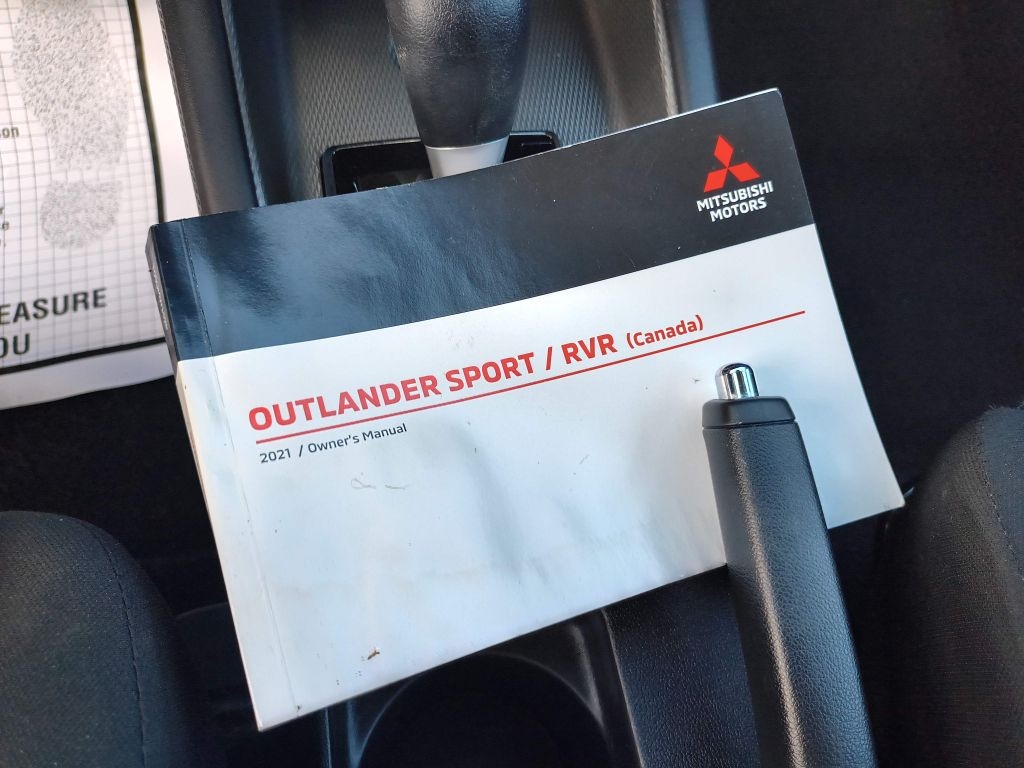 MITSUBISHI
MOTORS
OUTLANDER SPORT / RVR (Canada)
2021 / Owner's Manual
EASURE
OU